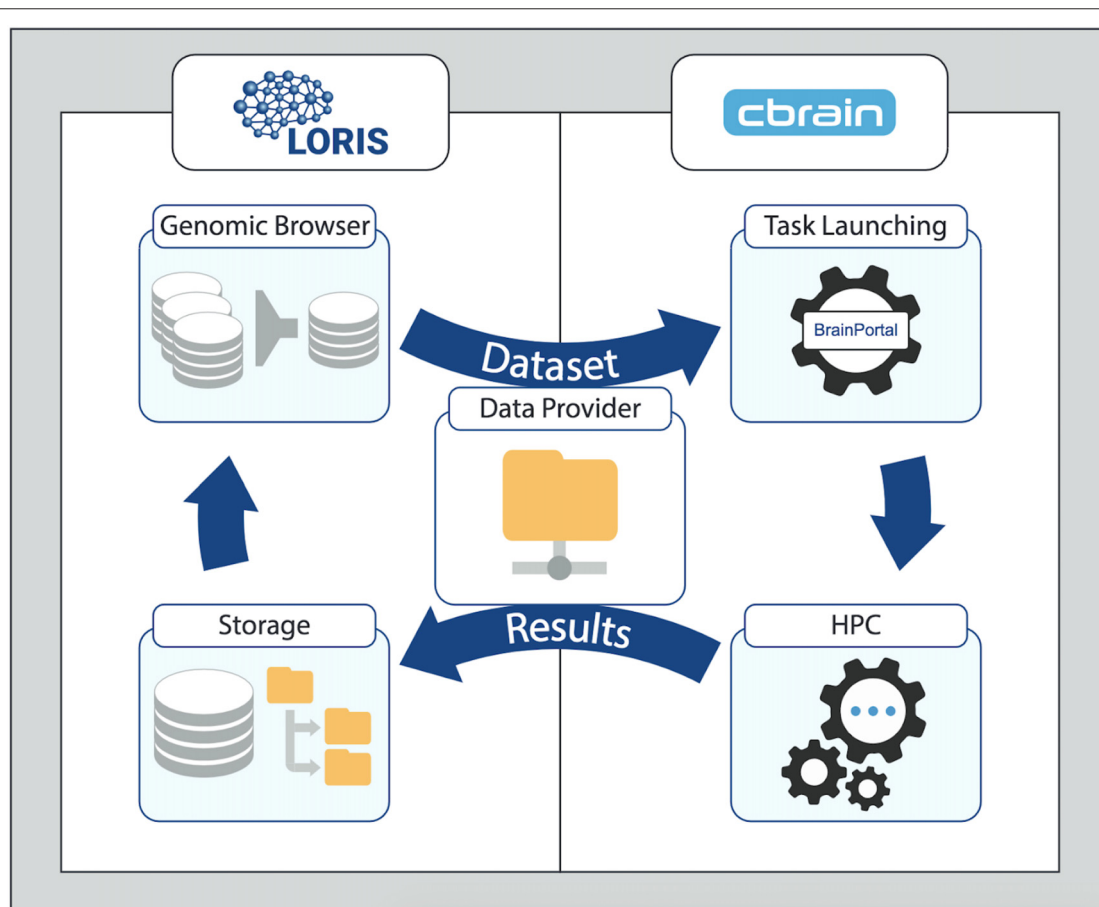 LORIS
cbrain
Genomic Browser
Task Launching
BrainPortal
Dataset
Data Provider
Storage
Results
HPC